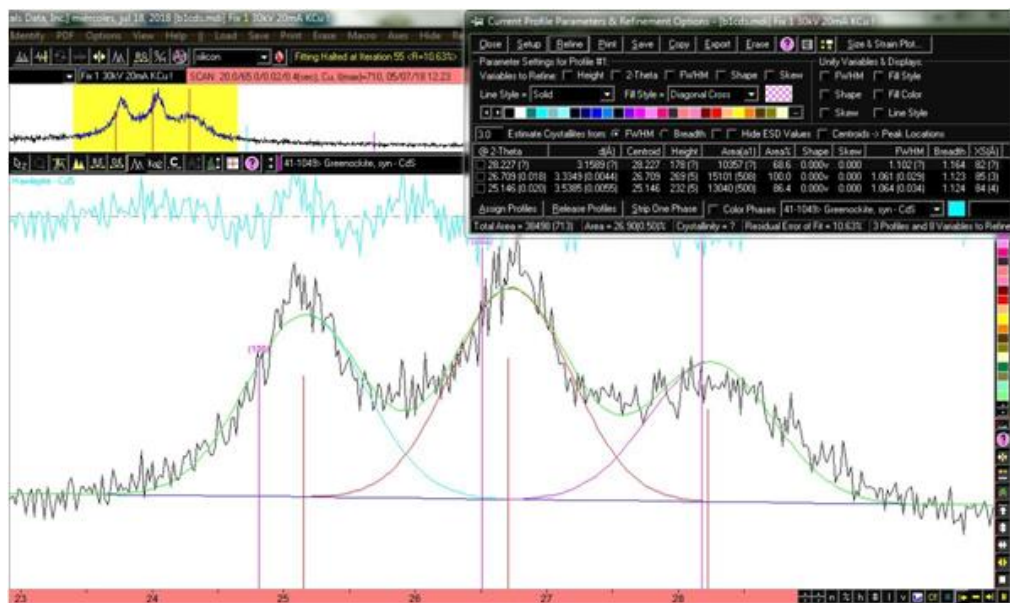 als Data, Inc.] miércoles, jul 18, 2018 [b1cds.mdi] Fix 1 30kV 20mA KCu !
Identity PDF Options View Help || Load Save Print Erase Macro Axes Hide
silicon
Fitting Halted at Iteration 55 (R=10.63%)
Fix 1 30kV 20mA KCu !
SCAN: 20.0/65.0/0.02/0.4(sec), Cu, I(max)=710, 05/07/18 12:23
41-1049> Greenockite, syn - CdS
Hawleyite - CdS
(100)
23 24 25 26 27 28
Current Profile Parameters & Refinement Options - [b1cds.mdi] Fix 1 30kV 20mA KCu !
Close Setup Refine Print Save Copy Export Erase ? Size & Strain Plot...
Parameter Settings for Profile #1:
Unity Variables & Displays:
Variables to Refine: Height 2-Theta FWHM Shape Skew
FWHM Fill Style
Line Style = Solid Fill Style = Diagonal Cross
Shape Fill Color
Skew Line Style
3.0 Estimate Crystallites from: FWHM Breadth Hide ESD Values Centroids -> Peak Locations
@ 2-Theta d(Å) Centroid Height Area(a1) Area% Shape Skew FWHM Breadth XS(Å)
28.227 (?) 3.1589 (?) 28.227 178 (?) 10357 (?) 68.6 0.000v 0.000 1.102 (?) 1.164 82 (?)
26.709 (0.018) 3.3349 (0.0044) 26.709 269 (5) 15101 (508) 100.0 0.000v 0.000 1.061 (0.029) 1.123 85 (3)
25.146 (0.020) 3.5385 (0.0055) 25.146 232 (5) 13040 (500) 86.4 0.000v 0.000 1.064 (0.034) 1.124 84 (4)
Assign Profiles Release Profiles Strip One Phase Color Phases 41-1049> Greenockite, syn - CdS
Total Area = 38498 (713) Area = 26.90(0.50)% Crystallinity = ? Residual Error of Fit = 10.63% 3 Profiles and 8 Variables to Refine
n % h l v